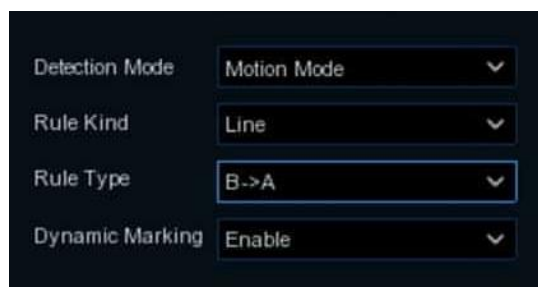 Detection Mode Motion Mode
Rule Kind Line
Rule Type B->A
Dynamic Marking Enable